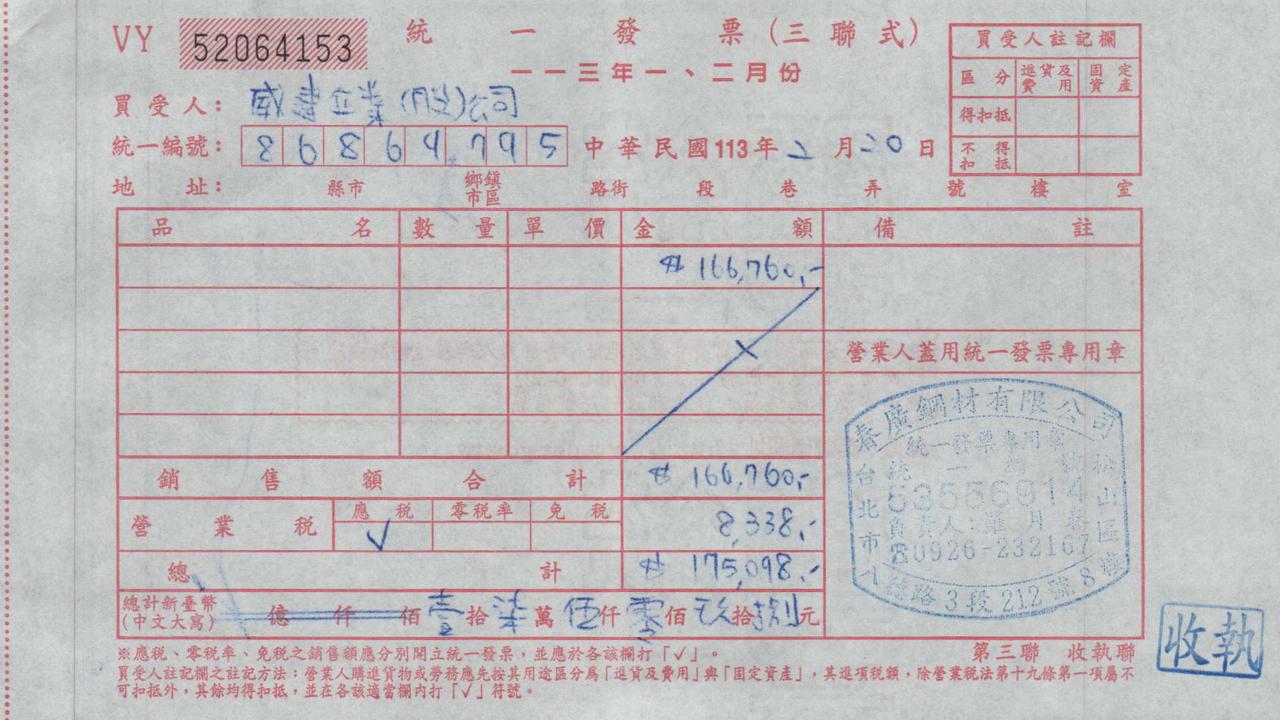 VY 52064153 統一發票(三聯式)
一一三年一、二月份
買受人註記欄
區分 進貨及費用 固定資產
得扣抵
不得扣抵
買受人: 公司
統一編號: 86864795 中華民國113年2月20日
地址: 縣市 鄉鎮市區 路街 段 巷 弄 號 樓 室
品名 數量 單價 金額 備註
$166,760,-
營業人蓋用統一發票專用章
銷售額合計 $166,760,-
營業稅 應稅 零稅率 免稅 8,338,-
✓
總計 $175,098,-
總計新臺幣(中文大寫) 億仟佰壹拾柒萬伍仟零佰玖拾捌元
廣鋼材有限公司
統一發票專用章
統一編號
53556914
負責人:
☎0926-232167
台北市松山區八德路3段212號8樓
收執
※應稅、零稅率、免稅之銷售額應分別開立統一發票,並應於各該欄打「✓」。
第三聯 收執聯
買受人註記欄之註記方法:營業人購進貨物或勞務應先按其用途區分為「進貨及費用」與「固定資產」,其進項稅額,除營業稅法第十九條第一項屬不
可扣抵外,其餘均得扣抵,並在各該適當欄內打「✓」符號。